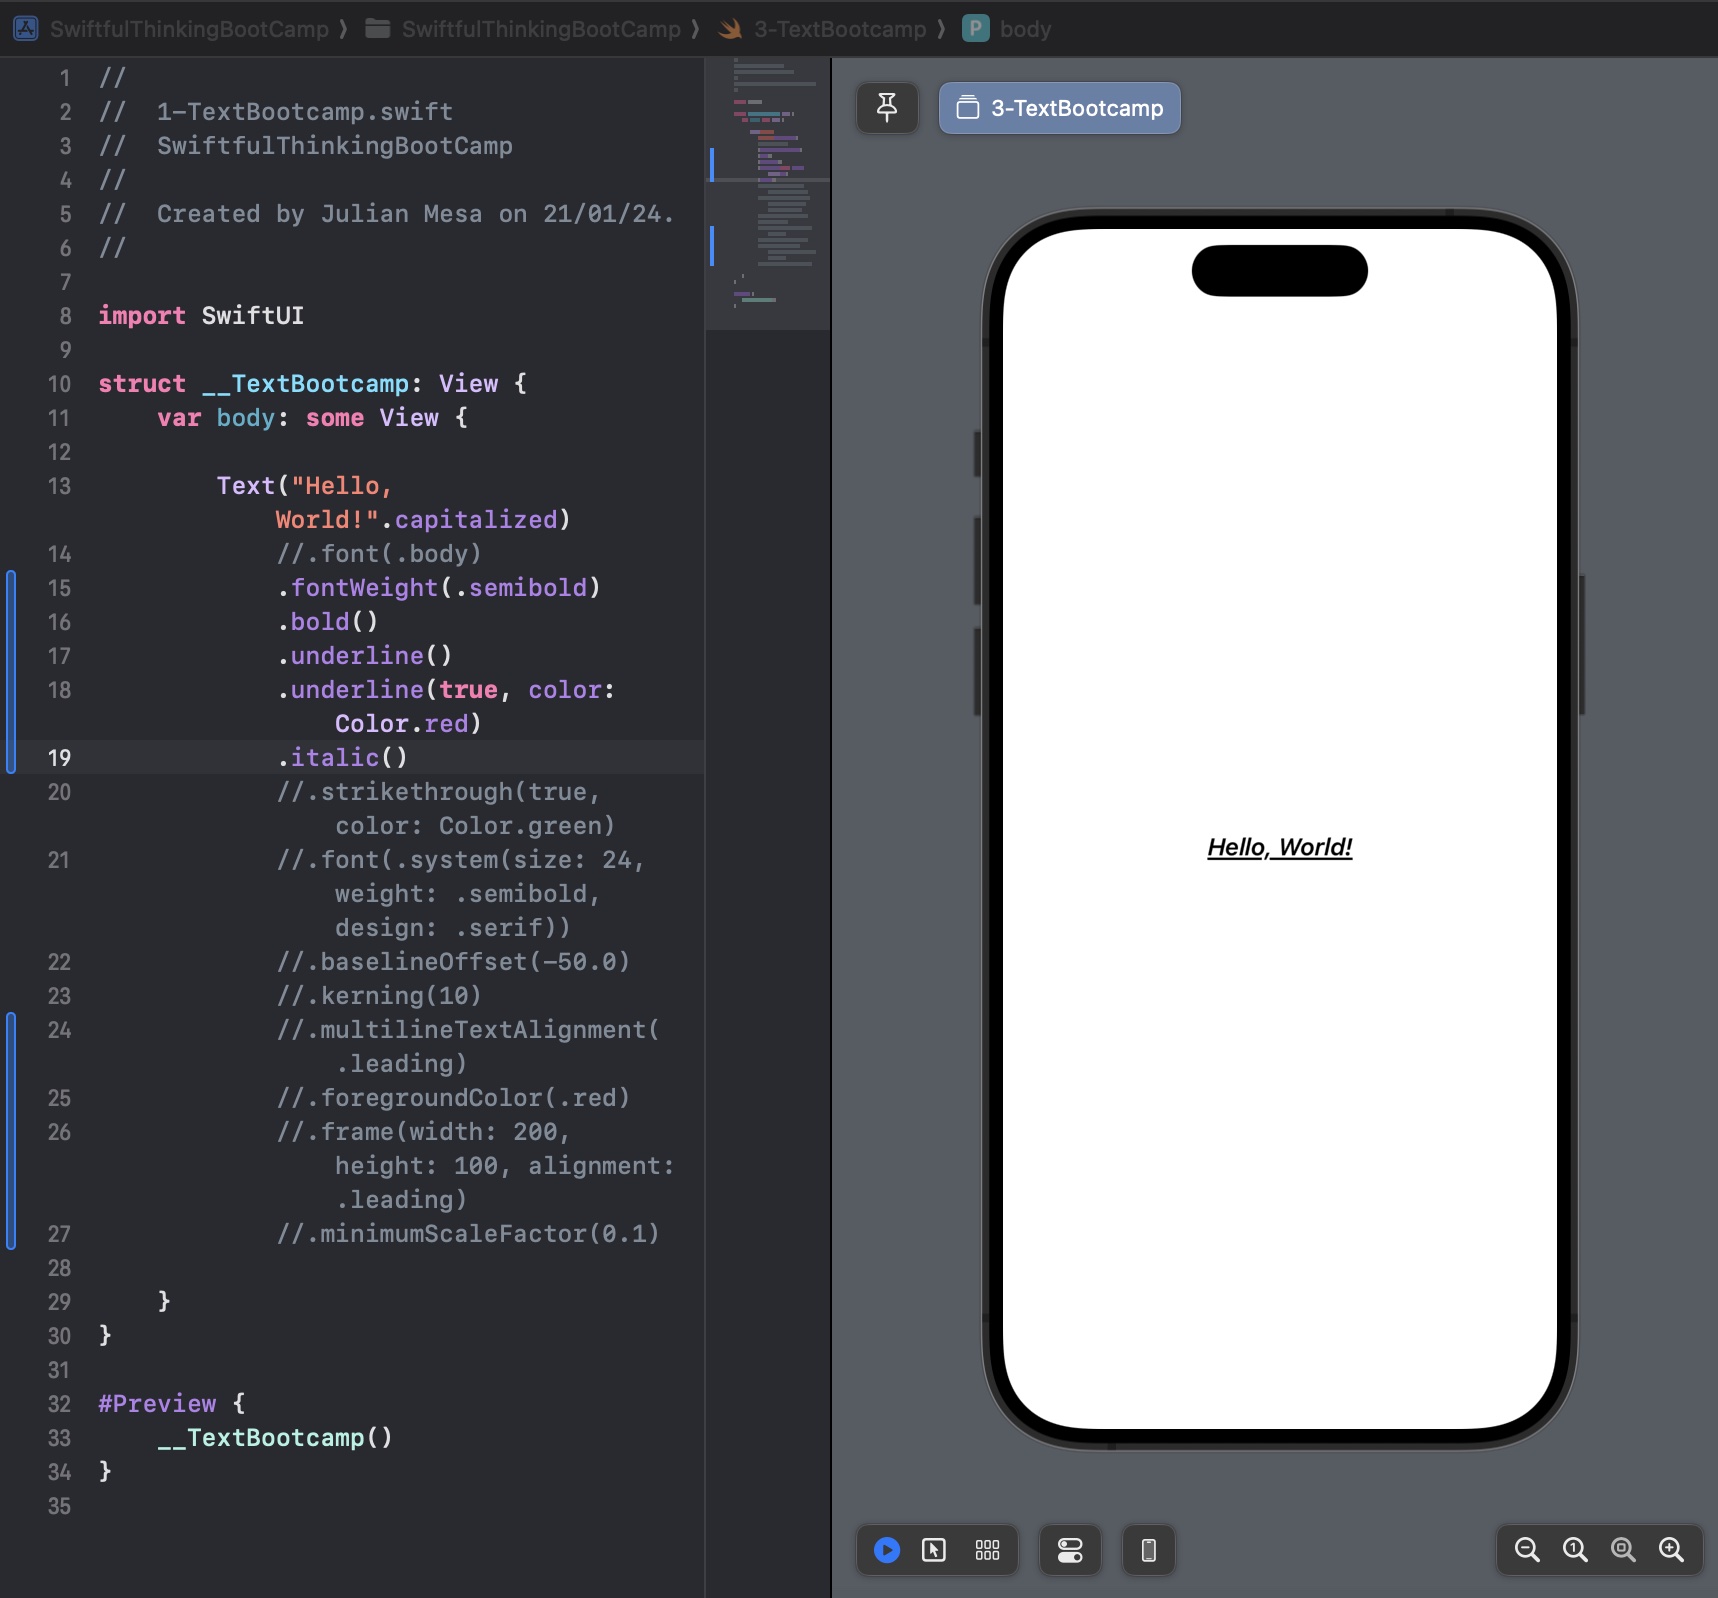 SwiftfulThinkingBootCamp ⟩ SwiftfulThinkingBootCamp ⟩ 3-TextBootcamp ⟩ P body
1 //
2 //  1-TextBootcamp.swift
3 //  SwiftfulThinkingBootCamp
4 //
5 //  Created by Julian Mesa on 21/01/24.
6 //
7
8 import SwiftUI
9
10 struct __TextBootcamp: View {
11     var body: some View {
12
13         Text("Hello,
World!".capitalized)
14             //.font(.body)
15             .fontWeight(.semibold)
16             .bold()
17             .underline()
18             .underline(true, color:
Color.red)
19             .italic()
20             //.strikethrough(true,
color: Color.green)
21             //.font(.system(size: 24,
weight: .semibold,
design: .serif))
22             //.baselineOffset(-50.0)
23             //.kerning(10)
24             //.multilineTextAlignment(
.leading)
25             //.foregroundColor(.red)
26             //.frame(width: 200,
height: 100, alignment:
.leading)
27             //.minimumScaleFactor(0.1)
28
29     }
30 }
31
32 #Preview {
33     __TextBootcamp()
34 }
35
3-TextBootcamp
Hello, World!
1